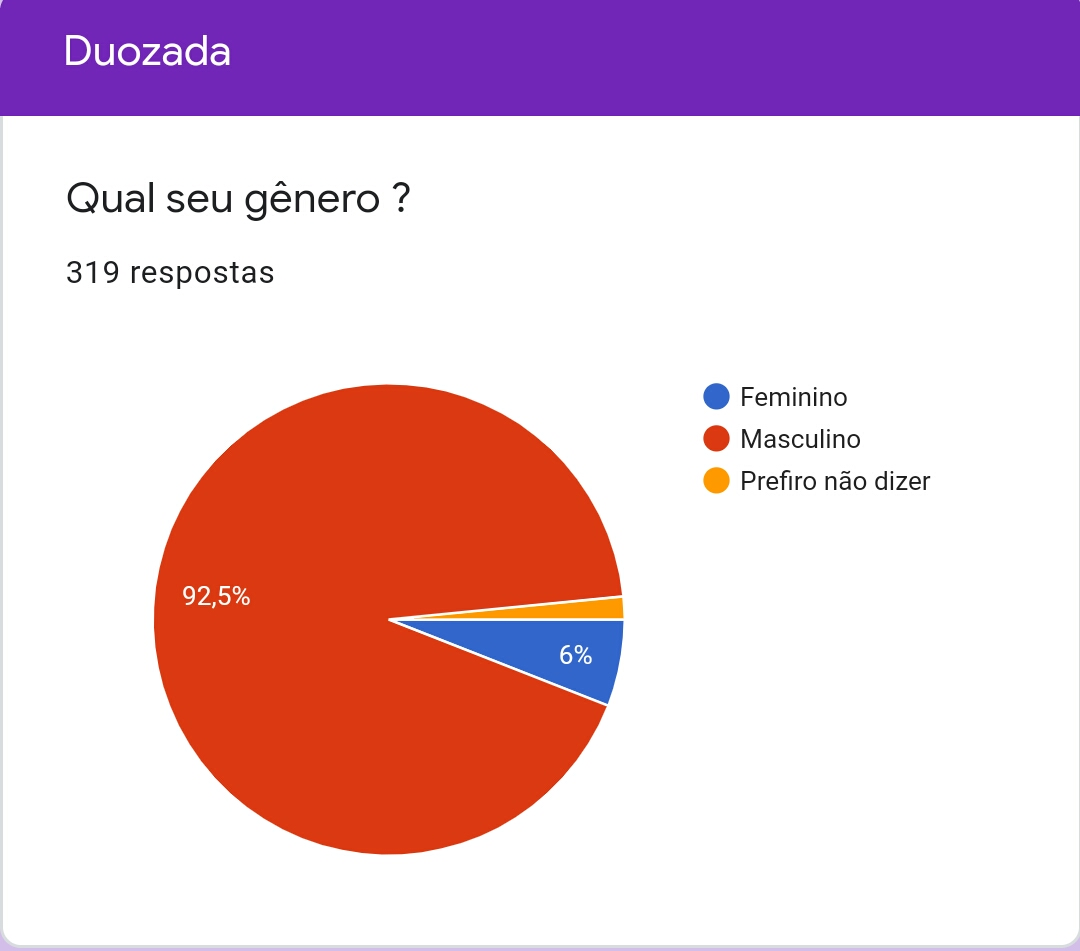 Duozada
Qual seu gênero ?
319 respostas
Feminino
Masculino
Prefiro não dizer
92,5%
6%